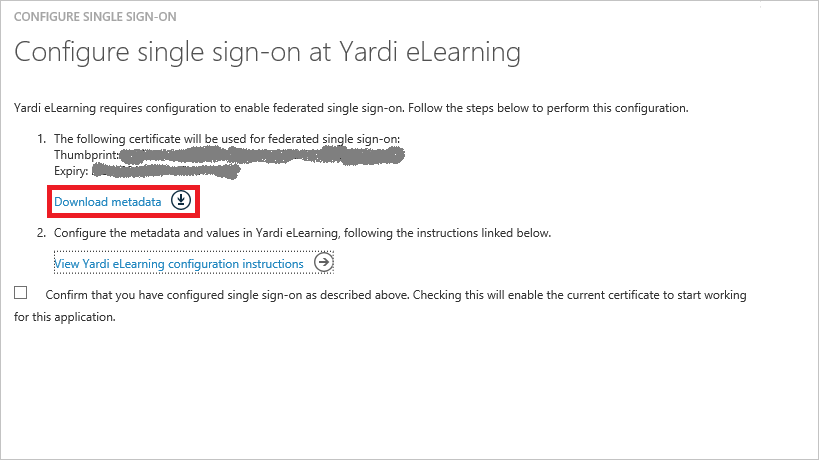 CONFIGURE SINGLE SIGN-ON
Configure single sign-on at Yardi eLearning
Yardi eLearning requires configuration to enable federated single sign-on. Follow the steps below to perform this configuration.
1. The following certificate will be used for federated single sign-on:
Thumbprint:
Expiry:
Download metadata
2. Configure the metadata and values in Yardi eLearning, following the instructions linked below.
View Yardi eLearning configuration instructions
Confirm that you have configured single sign-on as described above. Checking this will enable the current certificate to start working
for this application.